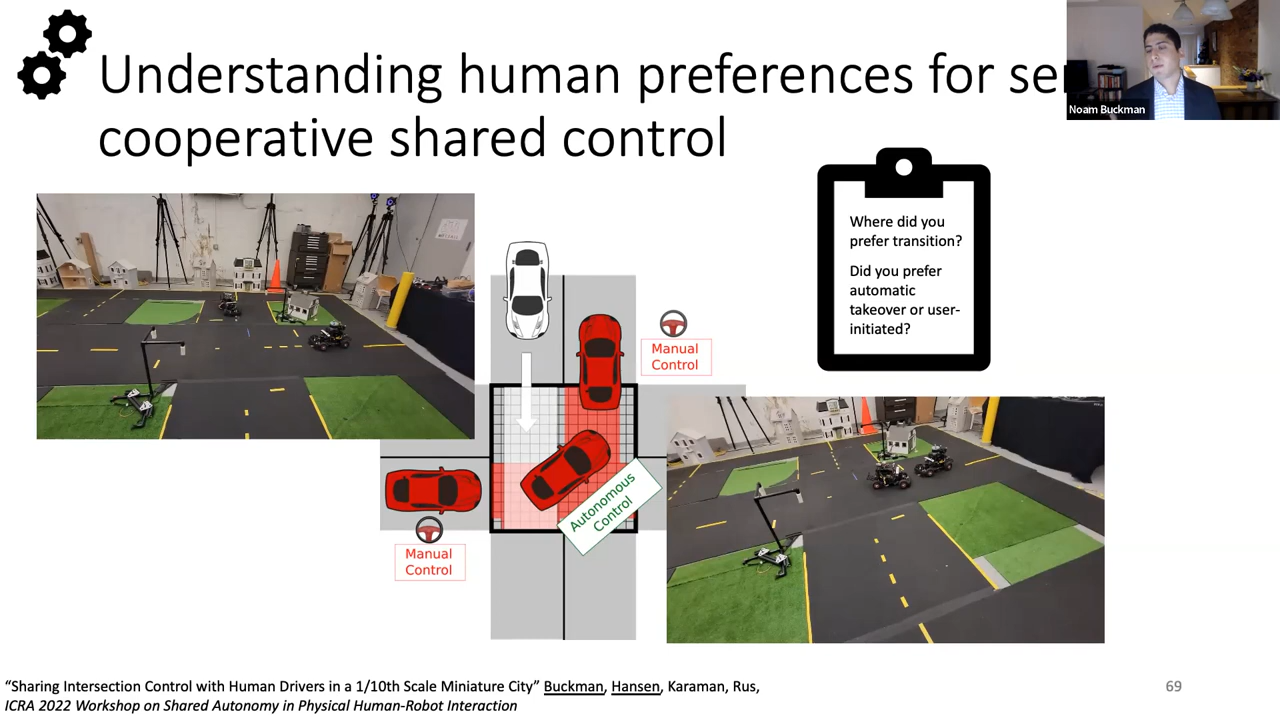 Understanding human preferences for
cooperative shared control
Noam Buckman
Where did you
prefer transition?
Did you prefer
automatic
takeover or user-
initiated?
Manual
Control
Autonomous
Control
Manual
Control
“Sharing Intersection Control with Human Drivers in a 1/10th Scale Miniature City” Buckman, Hansen, Karaman, Rus,
ICRA 2022 Workshop on Shared Autonomy in Physical Human-Robot Interaction
69